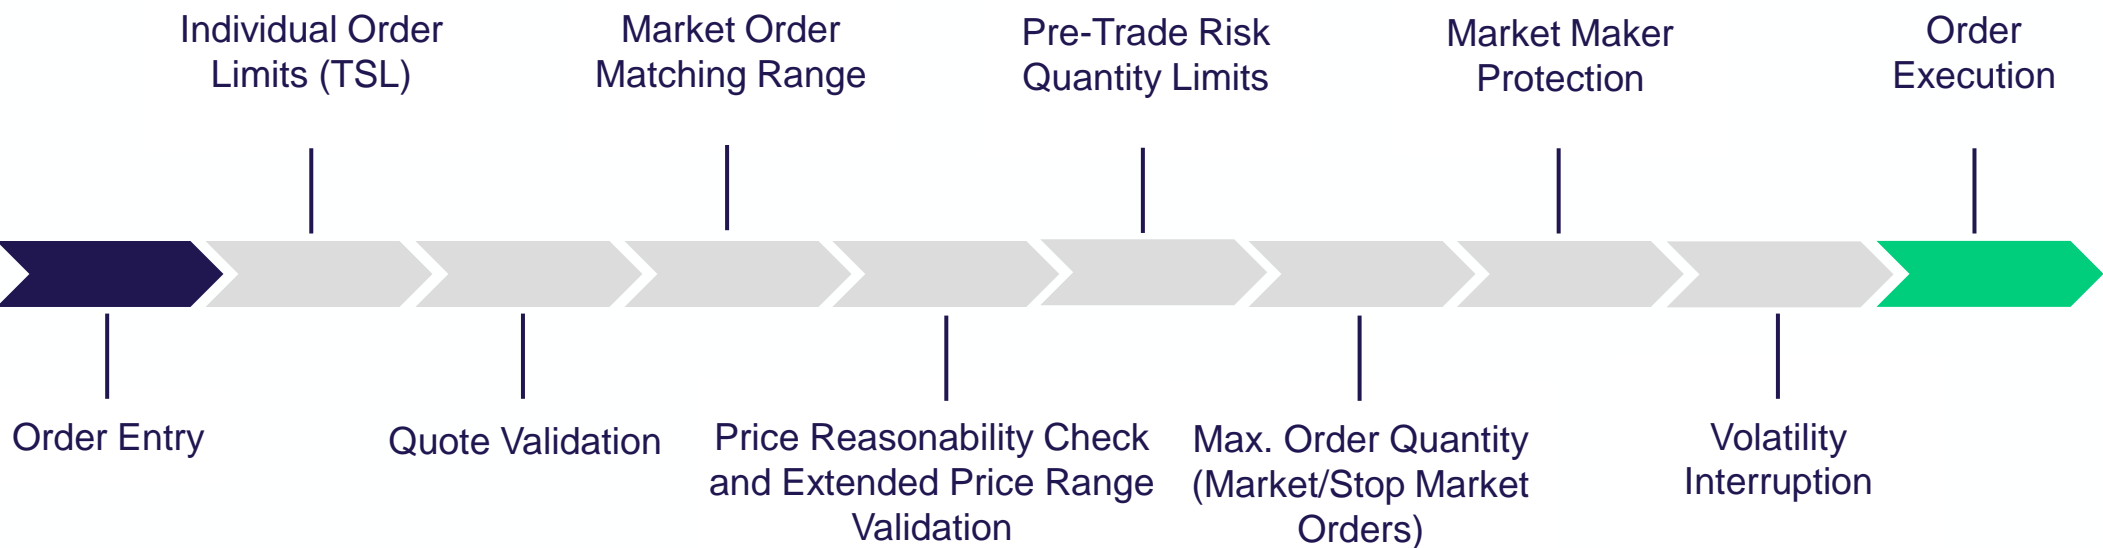 Individual Order
Limits (TSL)
Market Order
Matching Range
Pre-Trade Risk
Quantity Limits
Market Maker
Protection
Order
Execution
Order Entry
Quote Validation
Price Reasonability Check
and Extended Price Range
Validation
Max. Order Quantity
(Market/Stop Market
Orders)
Volatility
Interruption